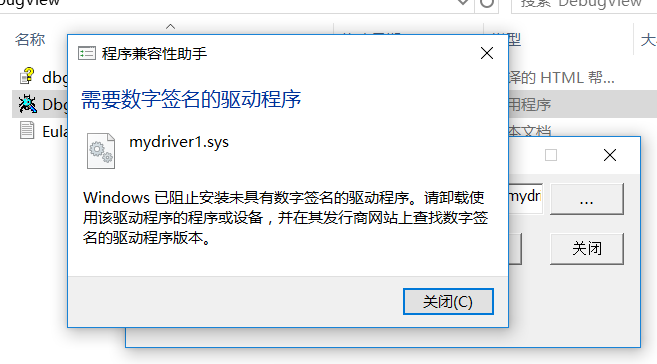 bugView
搜索"DebugView
名称
类型
大
程序兼容性助手
dbg
译的 HTML 帮...
需要数字签名的驱动程序
Dbg
用程序
Eula
本文档
mydriver1.sys
Windows 已阻止安装未具有数字签名的驱动程序。请卸载使
用该驱动程序的程序或设备，并在其发行商网站上查找数字签
名的驱动程序版本。
mydri
...
关闭
关闭(C)